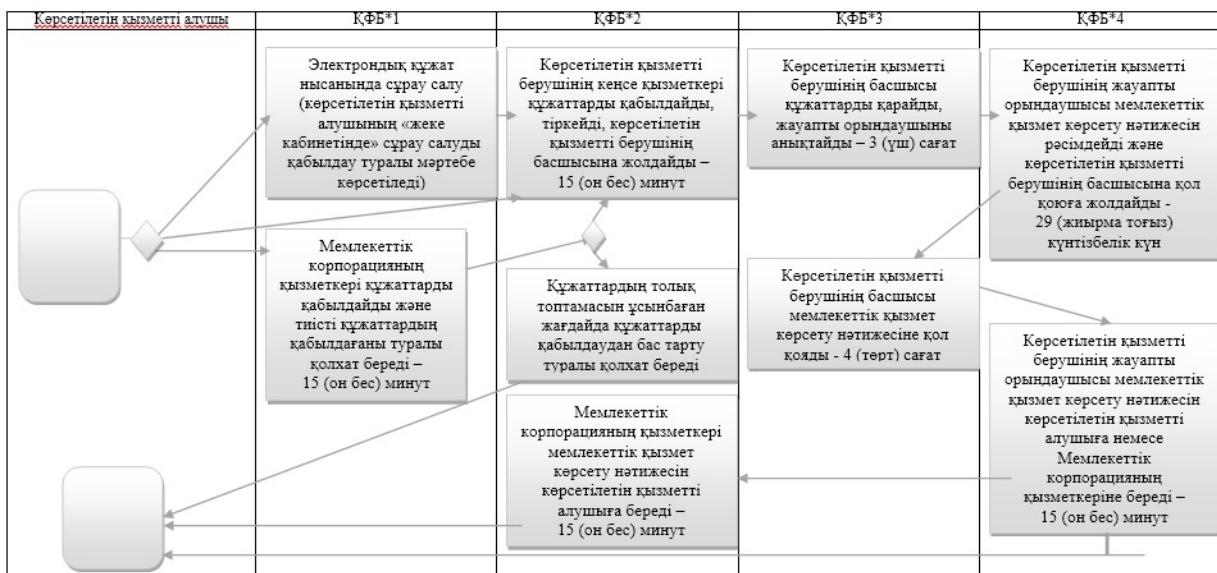 Көрсетілетін қызметті алушы
ҚФБ*1
ҚФБ*2
ҚФБ*3
ҚФБ*4
Электрондық құжат
нысанында сұрау салу
(көрсетілетін қызметті
алушының «жеке
кабинетінде» сұрау салуды
қабылдау туралы мәртебе
көрсетіледі)
Мемлекеттік
корпорацияның
қызметкері құжаттарды
қабылдайды және
тиісті құжаттардың
қабылдағаны туралы
қолхат береді –
15 (он бес) минут
Көрсетілетін қызметті
берушінің кеңсе қызметкері
құжаттарды қабылдайды,
тіркейді, көрсетілетін
қызметті берушінің
басшысына жолдайды –
15 (он бес) минут
Құжаттардың толық
топтамасын ұсынбаған
жағдайда құжаттарды
қабылдаудан бас тарту
туралы қолхат береді
Мемлекеттік
корпорацияның қызметкері
мемлекеттік қызмет
көрсету нәтижесін
көрсетілетін қызметті
алушыға береді –
15 (он бес) минут
Көрсетілетін қызметті
берушінің басшысы
құжаттарды қарайды,
жауапты орындаушыны
анықтайды – 3 (үш) сағат
Көрсетілетін қызметті
берушінің басшысы
мемлекеттік қызмет
көрсету нәтижесіне қол
қояды - 4 (төрт) сағат
Көрсетілетін қызметті
берушінің жауапты
орындаушысы мемлекеттік
қызмет көрсету нәтижесін
рәсімдейді және
көрсетілетін қызметті
берушінің басшысына қол
қоюға жолдайды -
29 (жиырма тоғыз)
күнтізбелік күн
Көрсетілетін қызметті
берушінің жауапты
орындаушысы мемлекеттік
қызмет көрсету нәтижесін
көрсетілетін қызметті
алушыға немесе
Мемлекеттік
корпорацияның
қызметкеріне береді –
15 (он бес) минут